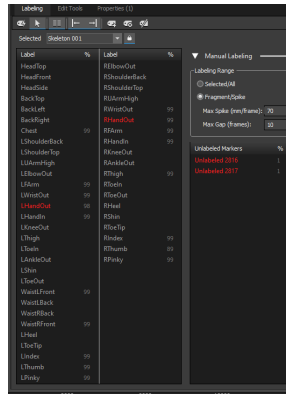 Labeling Edit Tools Properties (1)
Selected Skeleton 001
Label %
HeadTop
HeadFront
HeadSide
BackTop
BackLeft
BackRight
Chest 99
LShoulderBack
LShoulderTop
LUArmHigh
LElbowOut
LFArm 99
LWristOut 99
LHandOut 98
LHandIn 99
LKneeOut
LThigh
LToeIn
LAnkleOut
LShin
LToeOut
WaistLFront 99
WaistLBack
WaistRBack
WaistRFront 99
LHeel
LToeTip
LIndex 99
LThumb 99
LPinky 99
Label %
RElbowOut
RShoulderBack
RShoulderTop
RUArmHigh
RWristOut 99
RHandOut 99
RFArm 99
RHandIn 99
RKneeOut
RAnkleOut
RThigh 99
RToeIn
RToeOut
RHeel
RShin
RToeTip
RIndex 99
RThumb 89
RPinky 99
Manual Labeling
Labeling Range
Selected/All
Fragment/Spike
Max Spike (mm/frame): 70
Max Gap (frames): 10
Unlabeled Markers %
Unlabeled 2016 1
Unlabeled 2017 1